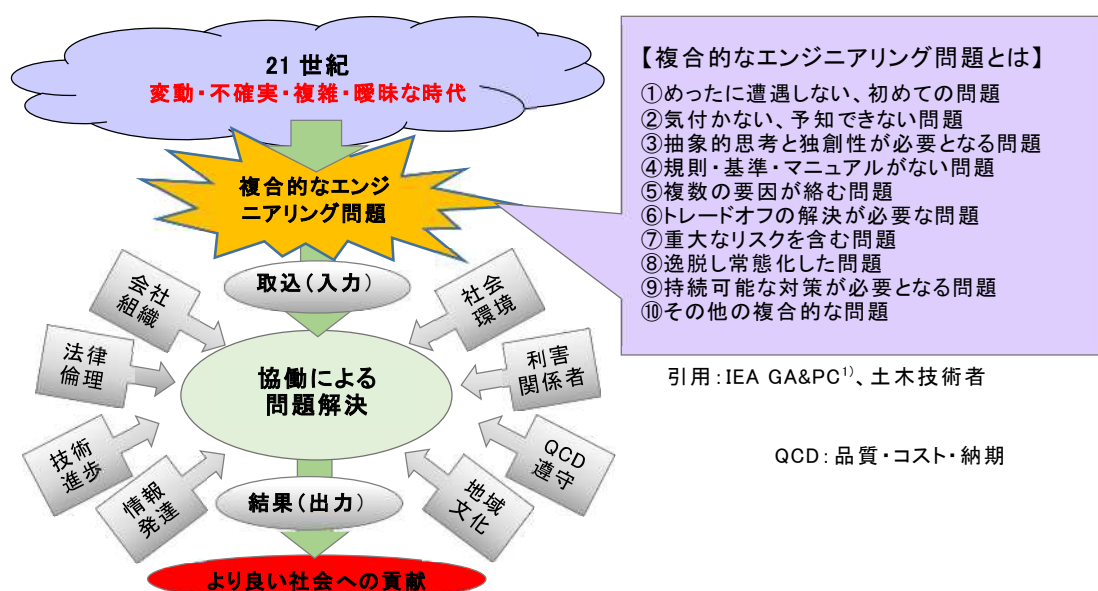 21 世紀
変動・不確実・複雑・曖昧な時代
複合的なエンジ
ニアリング問題
取込(入力)
会社
組織
法律
倫理
技術
進歩
情報
発達
社会
環境
利害
関係者
QCD
遵守
地域
文化
協働による
問題解決
結果(出力)
より良い社会への貢献
【複合的なエンジニアリング問題とは】
①めったに遭遇しない、初めての問題
②気付かない、予知できない問題
③抽象的思考と独創性が必要となる問題
④規則・基準・マニュアルがない問題
⑤複数の要因が絡む問題
⑥トレードオフの解決が必要な問題
⑦重大なリスクを含む問題
⑧逸脱し常態化した問題
⑨持続可能な対策が必要となる問題
⑩その他の複合的な問題
引用：IEA GA&PC¹⁾、土木技術者
QCD：品質・コスト・納期